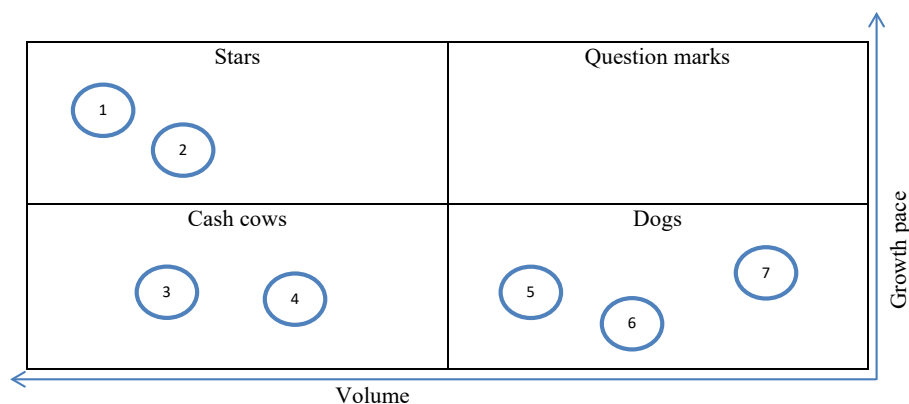 Stars
Question marks
1
2
Cash cows
Dogs
3
4
5
6
7
Growth pace
Volume